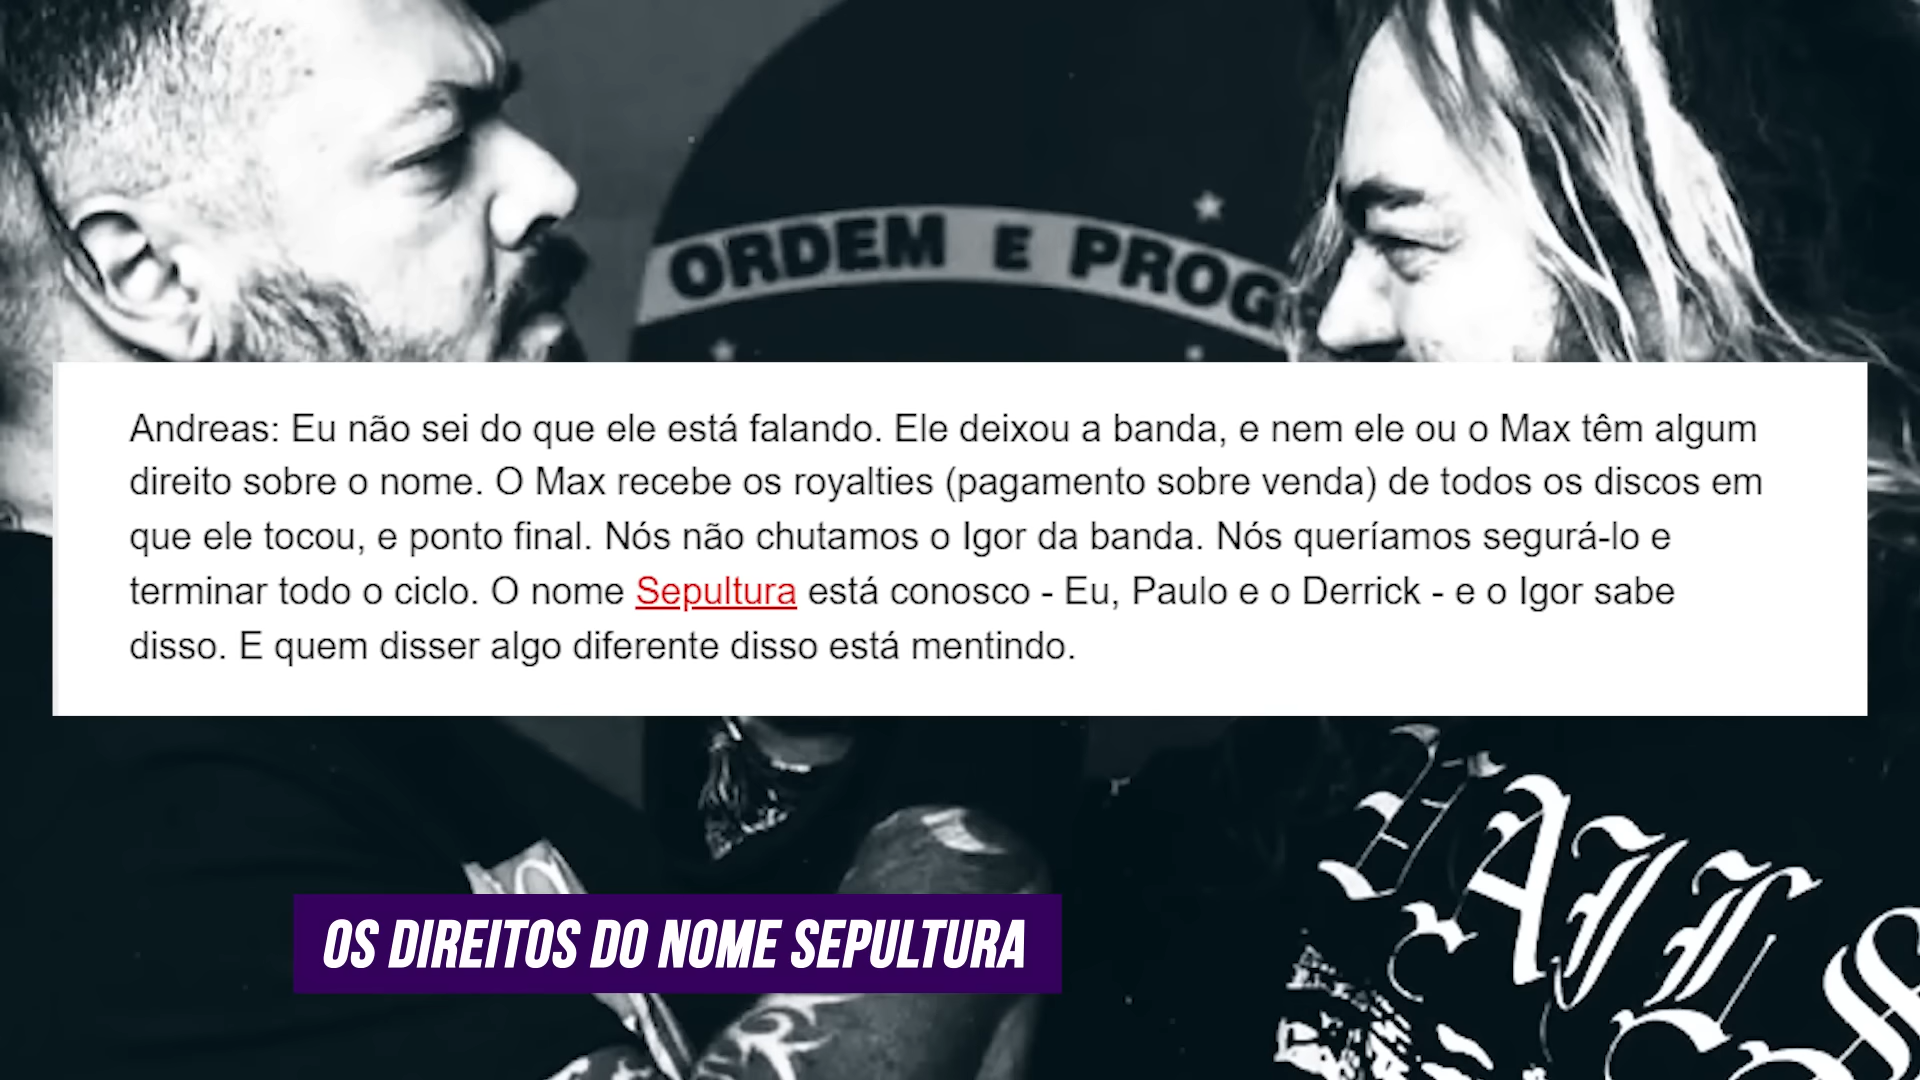 ORDEM E PROG
Andreas: Eu não sei do que ele está falando. Ele deixou a banda, e nem ele ou o Max têm algum
direito sobre o nome. O Max recebe os royalties (pagamento sobre venda) de todos os discos em
que ele tocou, e ponto final. Nós não chutamos o Igor da banda. Nós queríamos segurá-lo e
terminar todo o ciclo. O nome Sepultura está conosco - Eu, Paulo e o Derrick - e o Igor sabe
disso. E quem disser algo diferente disso está mentindo.
OS DIREITOS DO NOME SEPULTURA